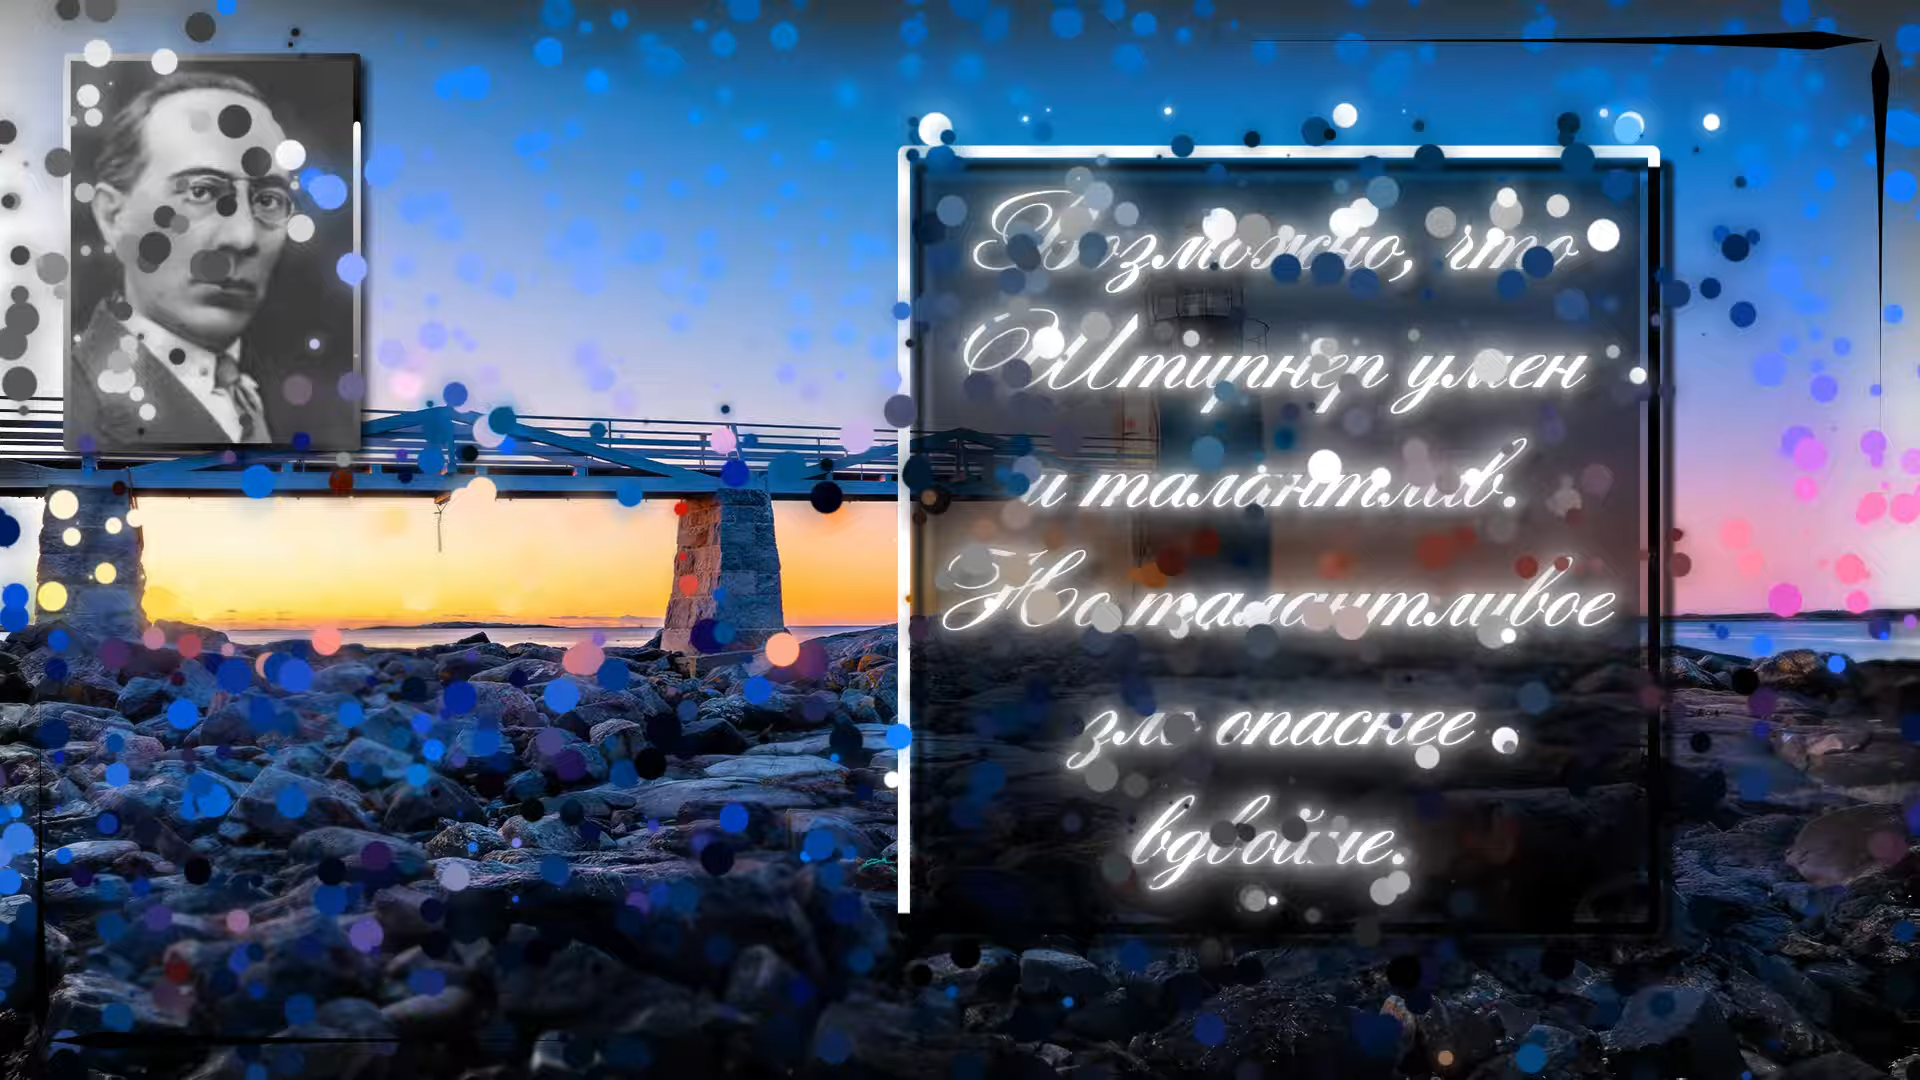 Возможно, что
Штирнер умен
и талантлив.
Но талантливое
зло опаснее
вдвойне.